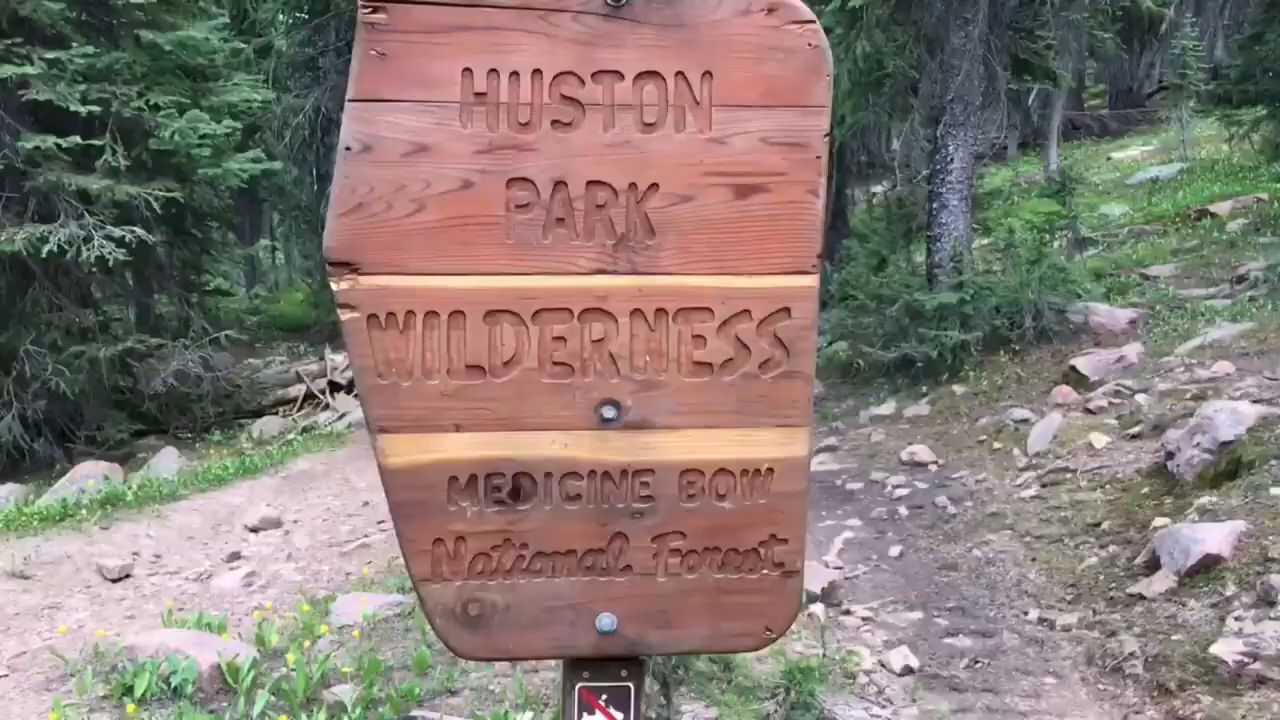 HUSTON
PARK
WILDERNESS
MEDICINE BOW
National Forest